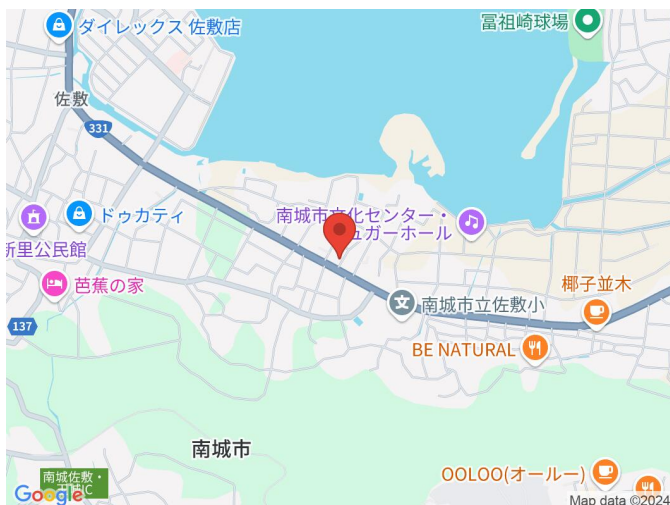 ダイレックス 佐敷店
冨祖崎球場
佐敷
331
南城市文化センター・
シュガーホール
ドゥカティ
新里公民館
芭蕉の家
137
南城市立佐敷小
椰子並木
BE NATURAL
南城市
南城佐敷・
OOLOO(オールー)
Google
Map data ©2024